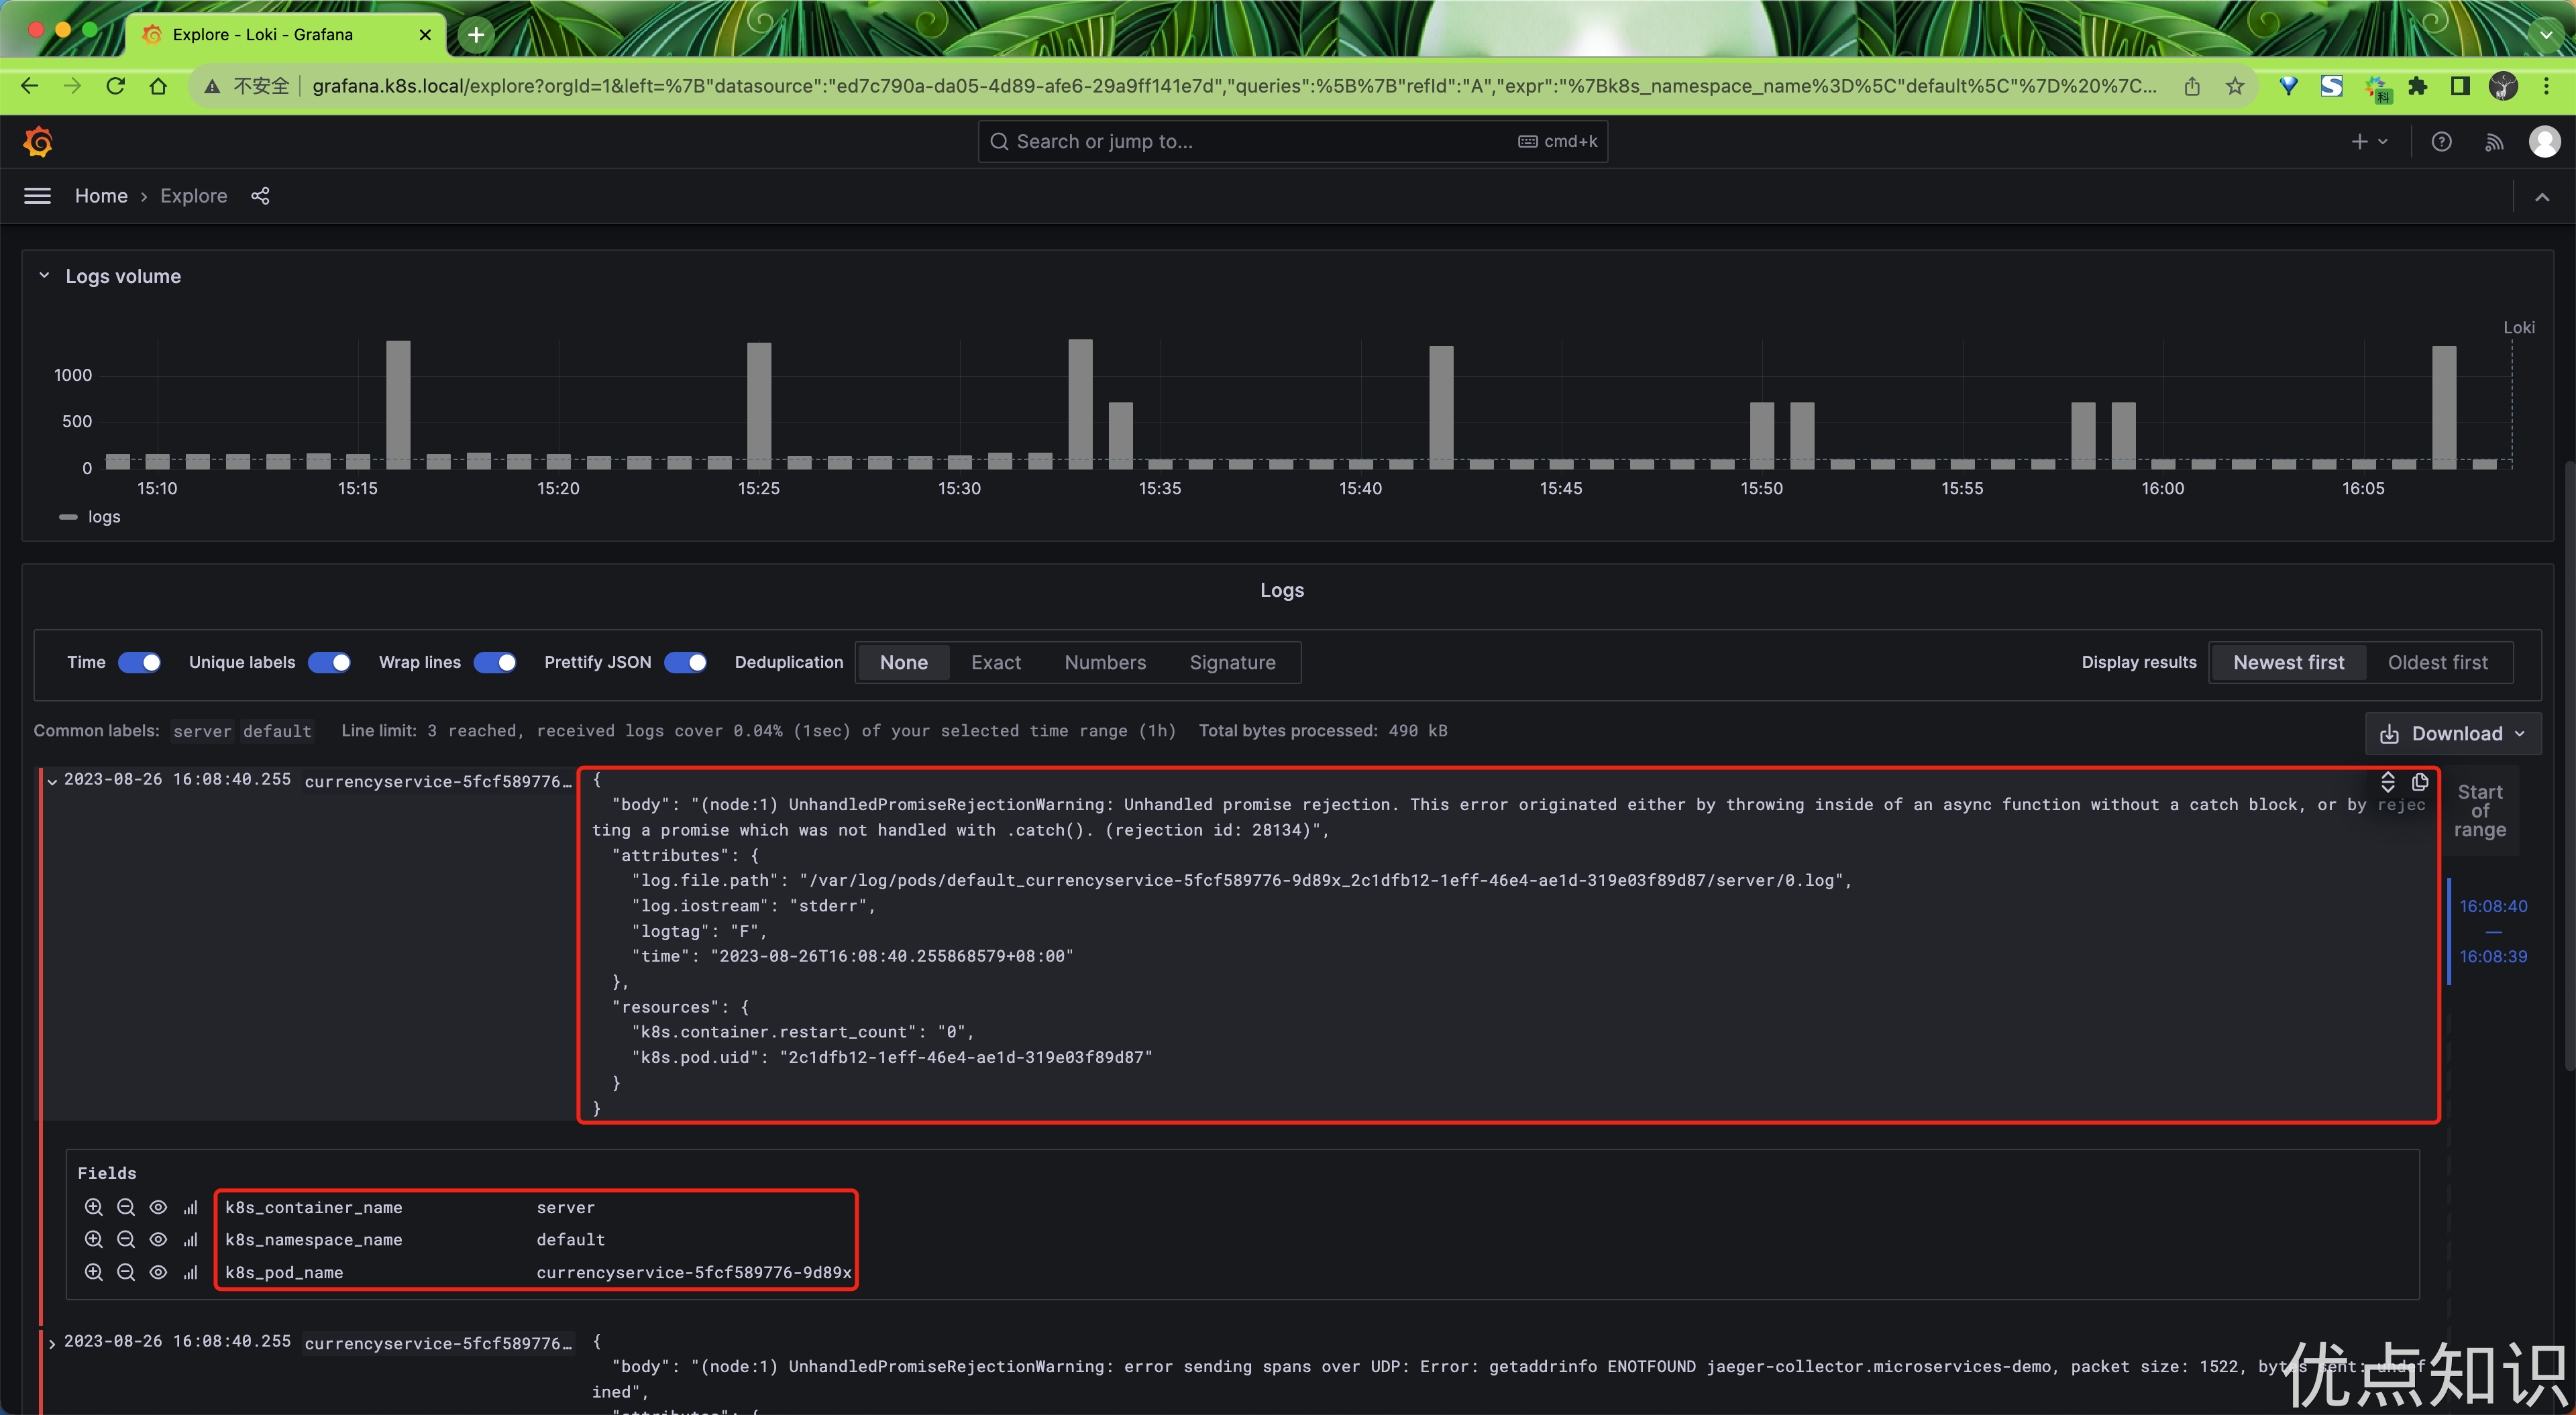 Explore - Loki - Grafana
不安全 grafana.k8s.local/explore?orgId=1&left=%7B"datasource":"ed7c790a-da05-4d89-afe6-29a9ff141e7d","queries":%5B%7B"refId":"A","expr":"%7Bk8s_namespace_name%3D%5C"default%5C"%7D%20%7C...
科
Search or jump to... cmd+k
Home › Explore
Logs volume
Loki
1000
500
0
15:10 15:15 15:20 15:25 15:30 15:35 15:40 15:45 15:50 15:55 16:00 16:05
logs
Logs
Time Unique labels Wrap lines Prettify JSON Deduplication None Exact Numbers Signature Display results Newest first Oldest first
Common labels: server default Line limit: 3 reached, received logs cover 0.04% (1sec) of your selected time range (1h) Total bytes processed: 490 kB Download
2023-08-26 16:08:40.255 currencyservice-5fcf589776… {
"body": "(node:1) UnhandledPromiseRejectionWarning: Unhandled promise rejection. This error originated either by throwing inside of an async function without a catch block, or by rejec
ting a promise which was not handled with .catch(). (rejection id: 28134)",
"attributes": {
"log.file.path": "/var/log/pods/default_currencyservice-5fcf589776-9d89x_2c1dfb12-1eff-46e4-ae1d-319e03f89d87/server/0.log",
"log.iostream": "stderr",
"logtag": "F",
"time": "2023-08-26T16:08:40.255868579+08:00"
},
"resources": {
"k8s.container.restart_count": "0",
"k8s.pod.uid": "2c1dfb12-1eff-46e4-ae1d-319e03f89d87"
}
}
Start
of
range
16:08:40
—
16:08:39
Fields
k8s_container_name server
k8s_namespace_name default
k8s_pod_name currencyservice-5fcf589776-9d89x
2023-08-26 16:08:40.255 currencyservice-5fcf589776… {
"body": "(node:1) UnhandledPromiseRejectionWarning: error sending spans over UDP: Error: getaddrinfo ENOTFOUND jaeger-collector.microservices-demo, packet size: 1522, bytes sent: undef
ined",
"attributes": {
优点知识